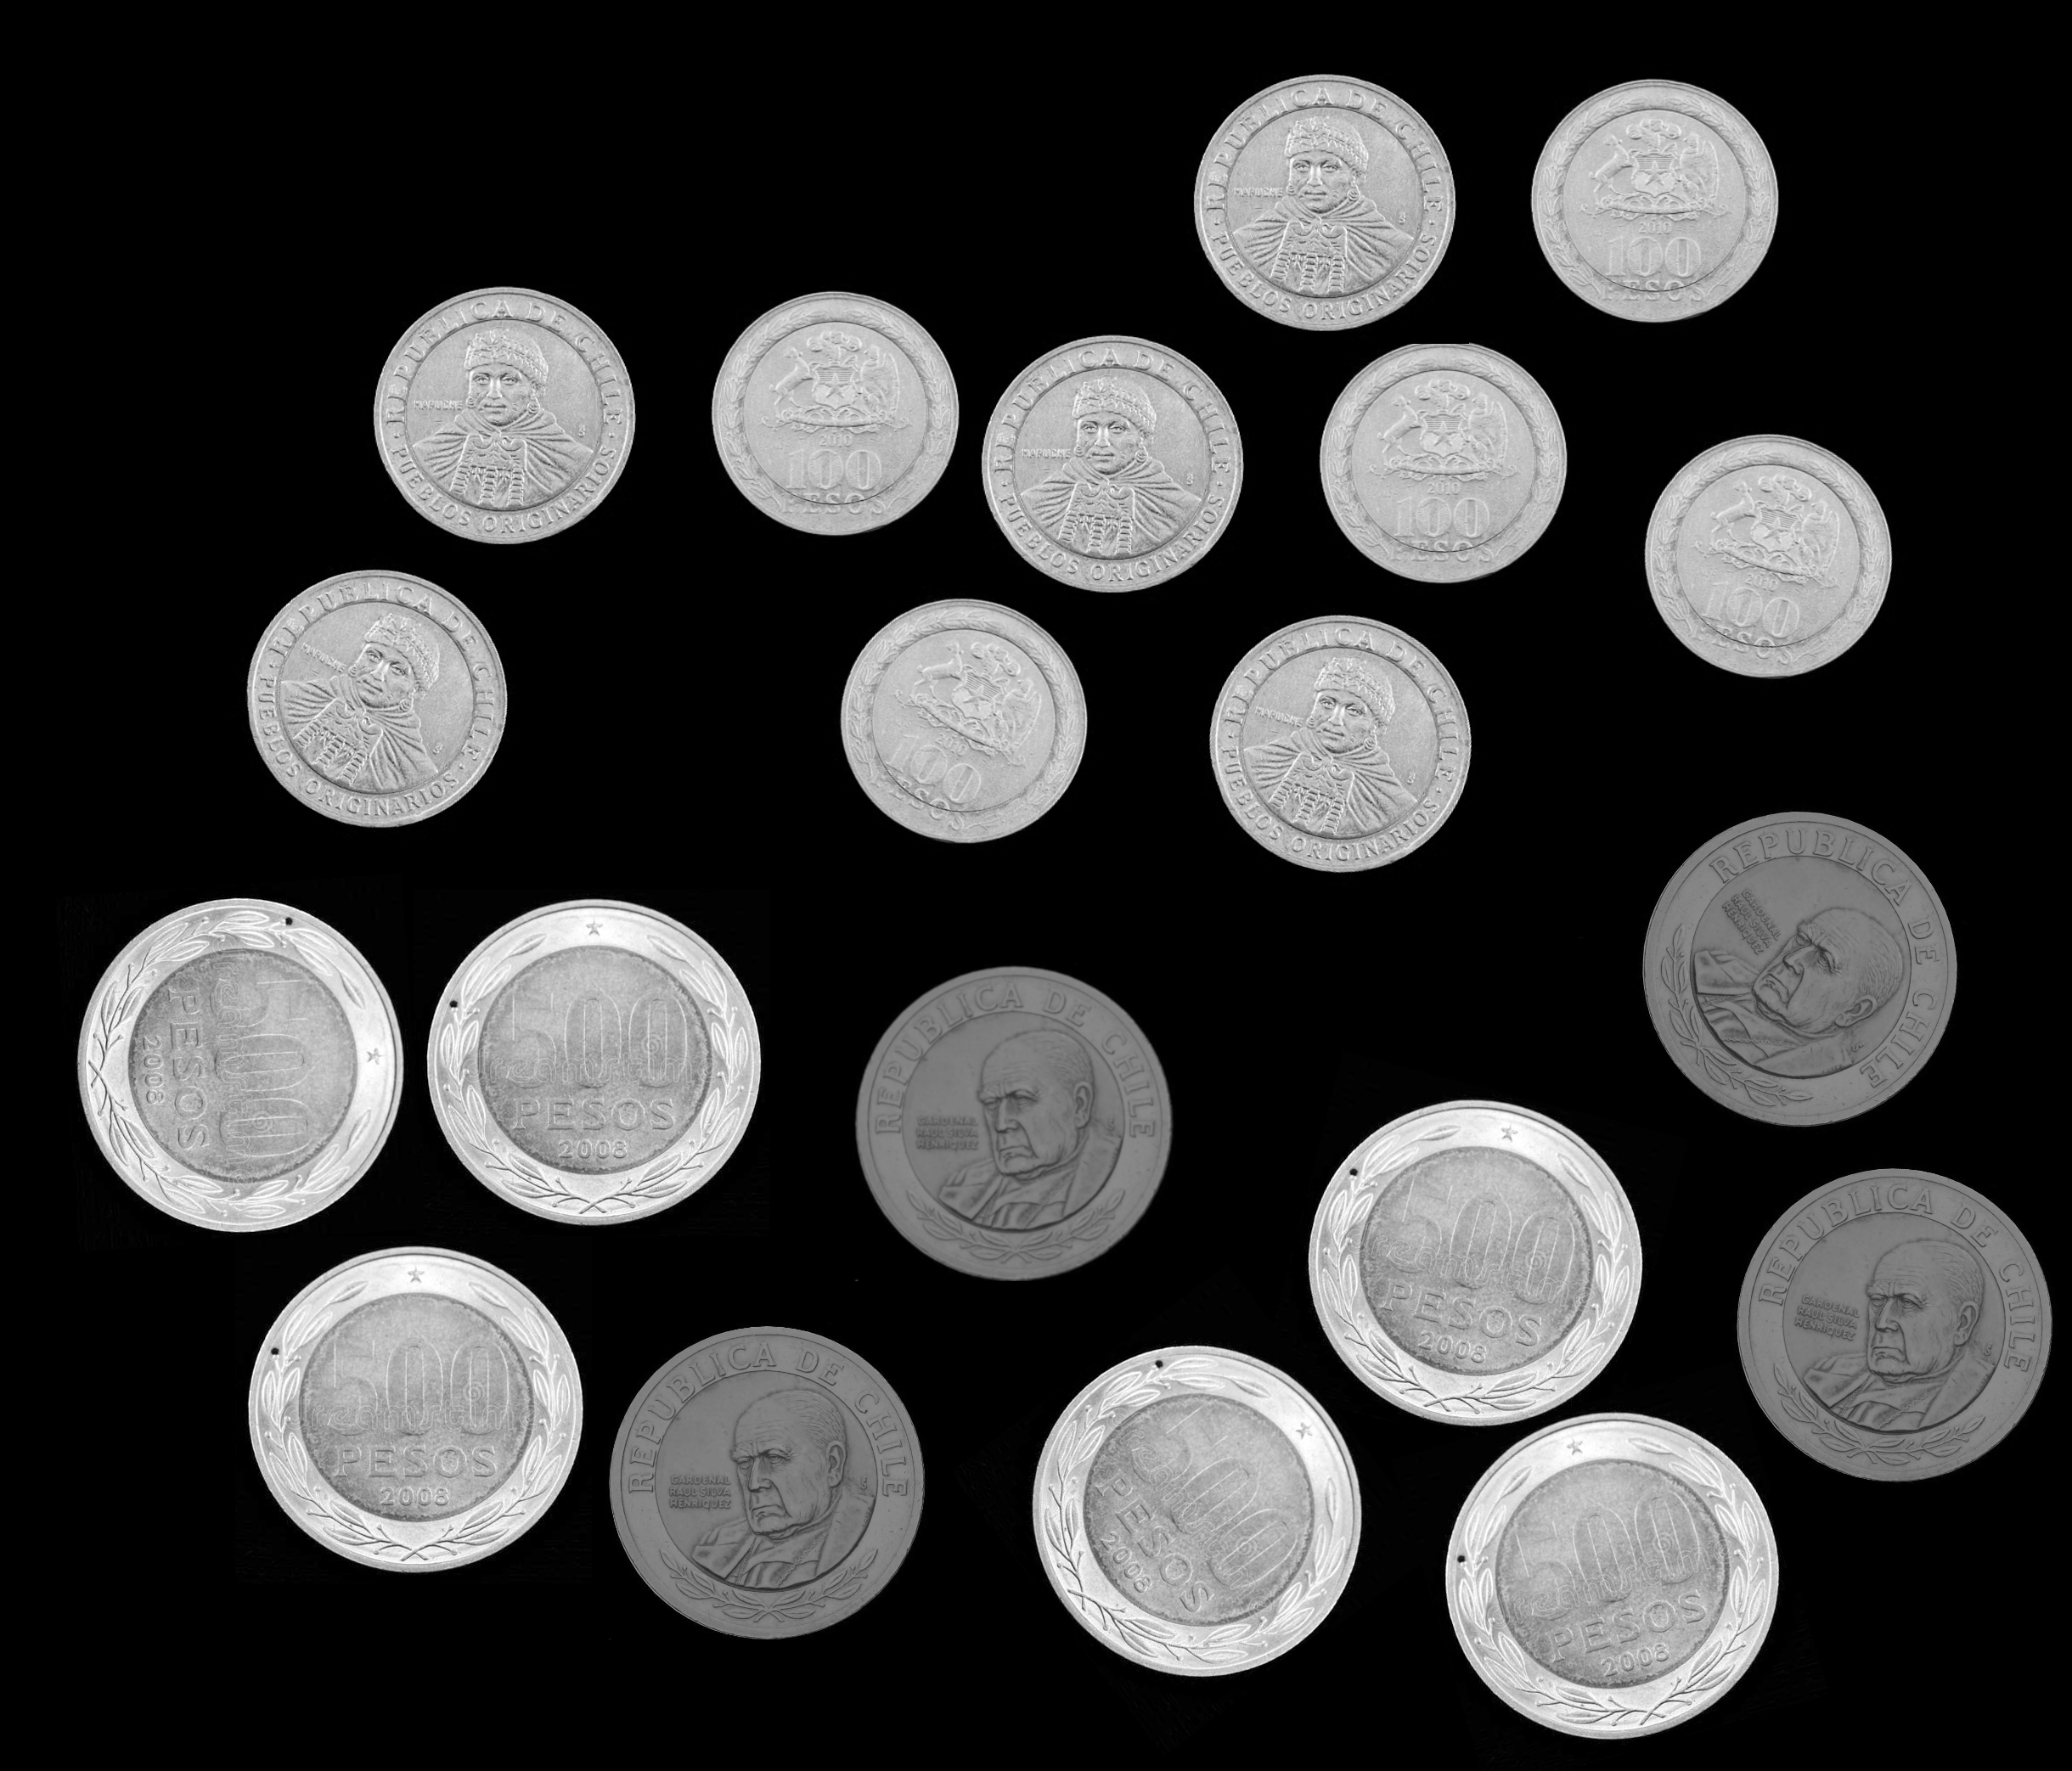 REPUBLICA DE CHILE
MAPUCHE
PUEBLOS ORIGINARIOS
2010
100
PESOS
REPUBLICA DE CHILE
MAPUCHE
PUEBLOS ORIGINARIOS
2010
100
PESOS
REPUBLICA DE CHILE
MAPUCHE
PUEBLOS ORIGINARIOS
2010
100
PESOS
2010
100
PESOS
REPUBLICA DE CHILE
MAPUCHE
PUEBLOS ORIGINARIOS
2010
100
PESOS
REPUBLICA DE CHILE
MAPUCHE
PUEBLOS ORIGINARIOS
REPUBLICA DE CHILE
CARDENAL
RAUL SILVA
HENRIQUEZ
500
PESOS
2008
500
PESOS
2008
REPUBLICA DE CHILE
CARDENAL
RAUL SILVA
HENRIQUEZ
500
PESOS
2008
REPUBLICA DE CHILE
CARDENAL
RAUL SILVA
HENRIQUEZ
500
PESOS
2008
REPUBLICA DE CHILE
CARDENAL
RAUL SILVA
HENRIQUEZ
500
PESOS
2008
500
PESOS
2008